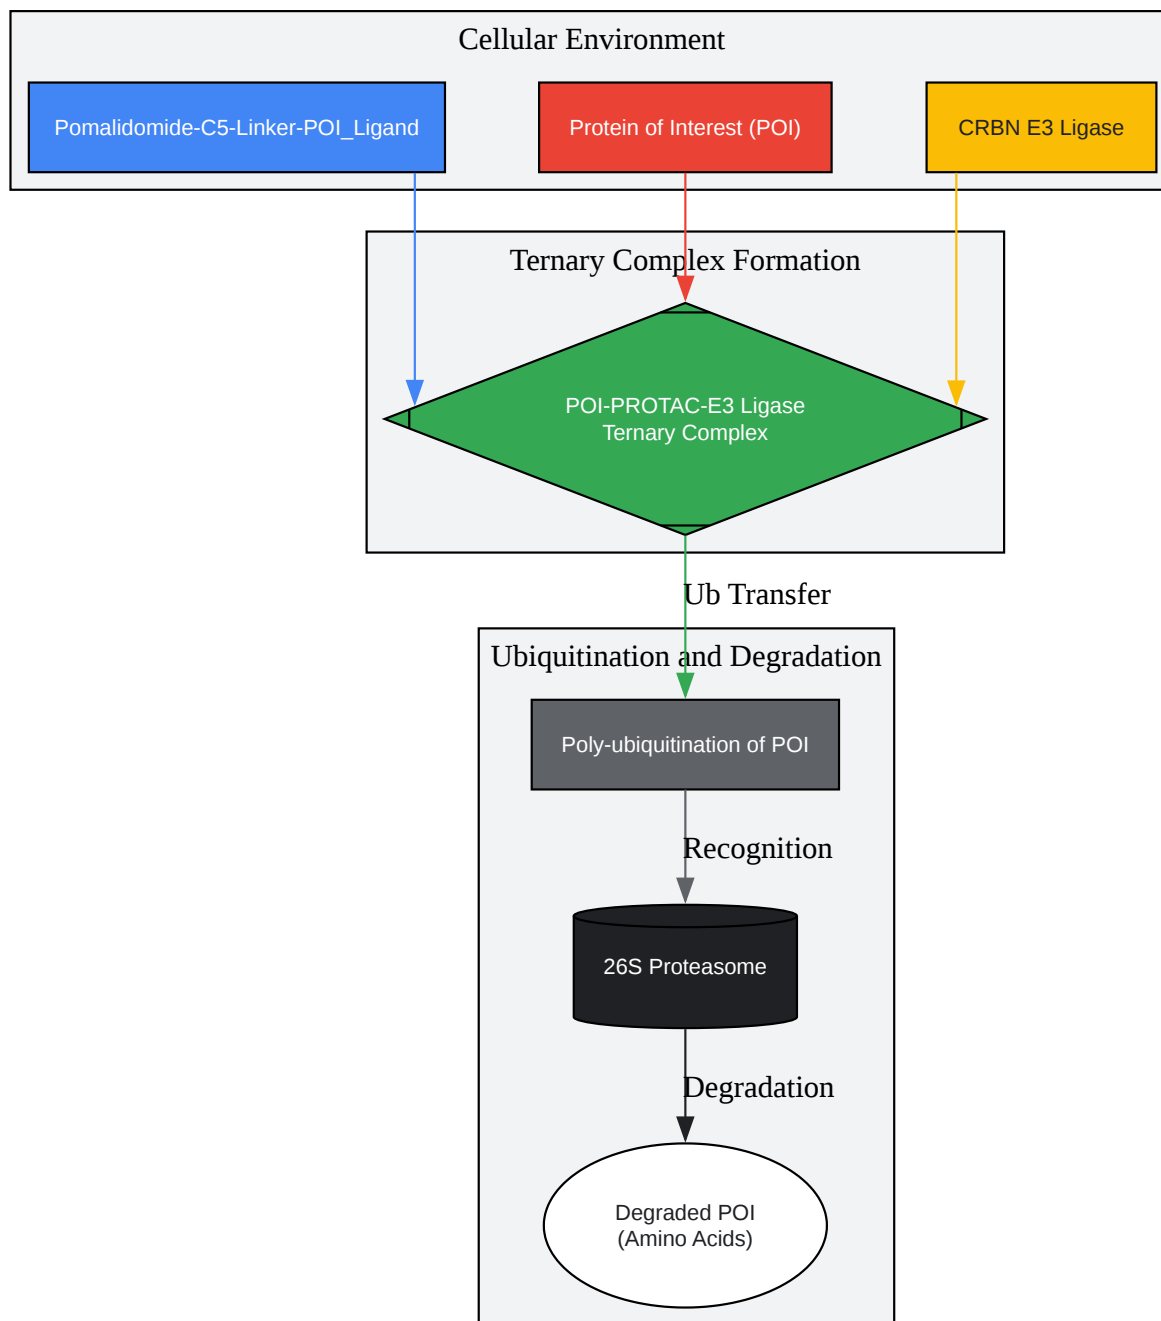 Cellular Environment
Pomalidomide-C5-Linker-POI_Ligand
Protein of Interest (POI)
CRBN E3 Ligase
Ternary Complex Formation
POI-PROTAC-E3 Ligase
Ternary Complex
Ub Transfer
Ubiquitination and Degradation
Poly-ubiquitination of POI
Recognition
26S Proteasome
Degradation
Degraded POI
(Amino Acids)